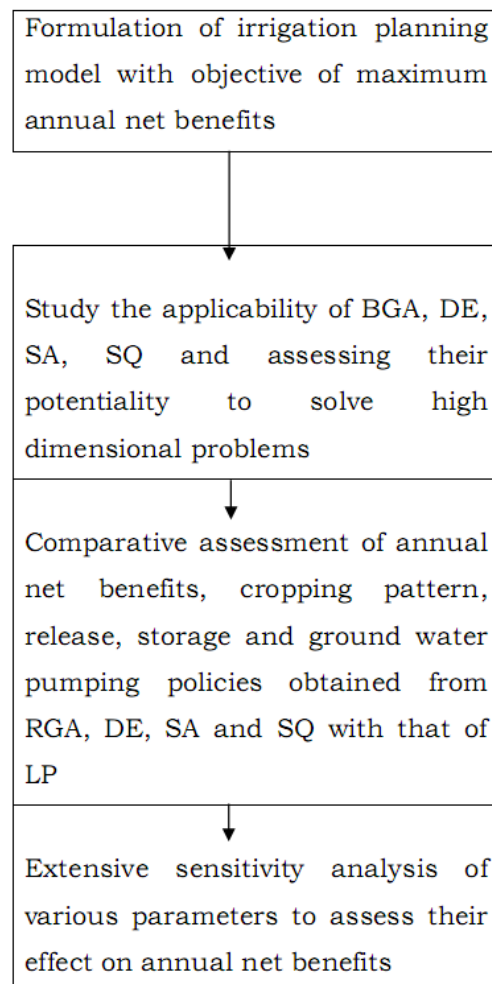 Formulation of irrigation planning
model with objective of maximum
annual net benefits
Study the applicability of BGA, DE,
SA, SQ and assessing their
potentiality to solve high
dimensional problems
Comparative assessment of annual
net benefits, cropping pattern,
release, storage and ground water
pumping policies obtained from
RGA, DE, SA and SQ with that of
LP
Extensive sensitivity analysis of
various parameters to assess their
effect on annual net benefits